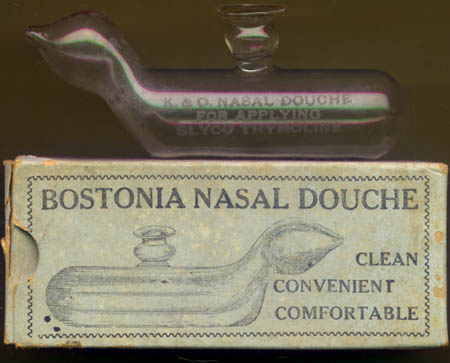 K. & O. NASAL DOUCHE
FOR APPLYING
GLYCO THYMOLINE
BOSTONIA NASAL DOUCHE
CLEAN
CONVENIENT
COMFORTABLE